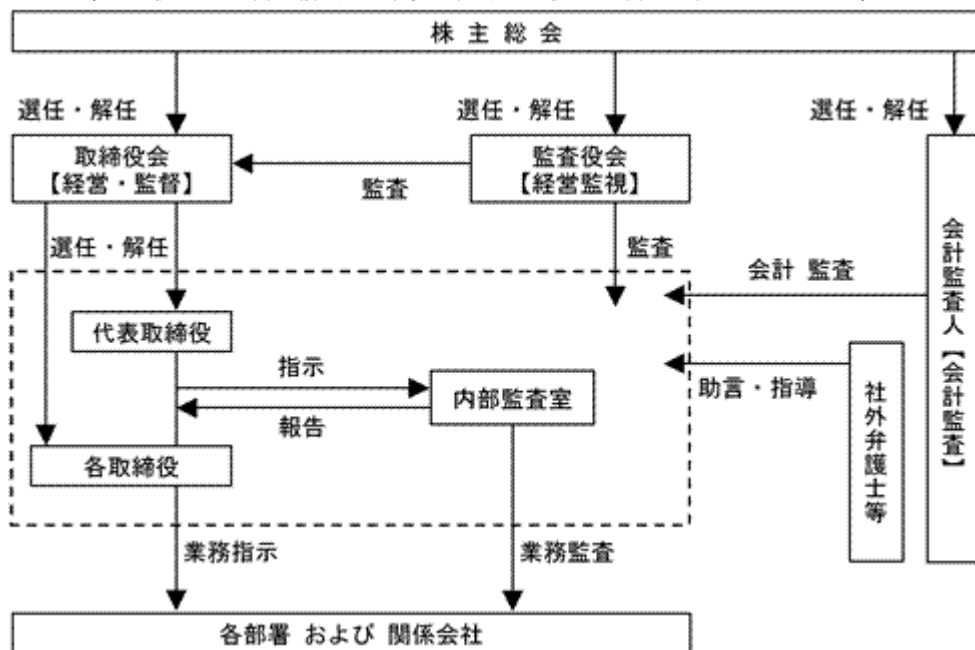 株主総会
選任・解任
選任・解任
選任・解任
取締役会
【経営・監督】
監査
監査役会
【経営監視】
選任・解任
監査
会計 監査
会計監査人【会計監査】
代表取締役
指示
内部監査室
報告
助言・指導
社外弁護士等
各取締役
業務指示
業務監査
各部署 および 関係会社